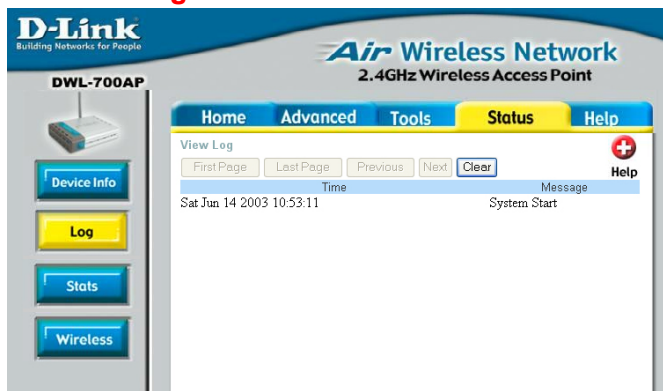 D-Link
Building Networks for People
Air Wireless Network
2.4GHz Wireless Access Point
DWL-700AP
Home Advanced Tools Status Help
View Log
First Page Last Page Previous Next Clear
Help
Time Message
Sat Jun 14 2003 10:53:11 System Start
Device Info
Log
Stats
Wireless